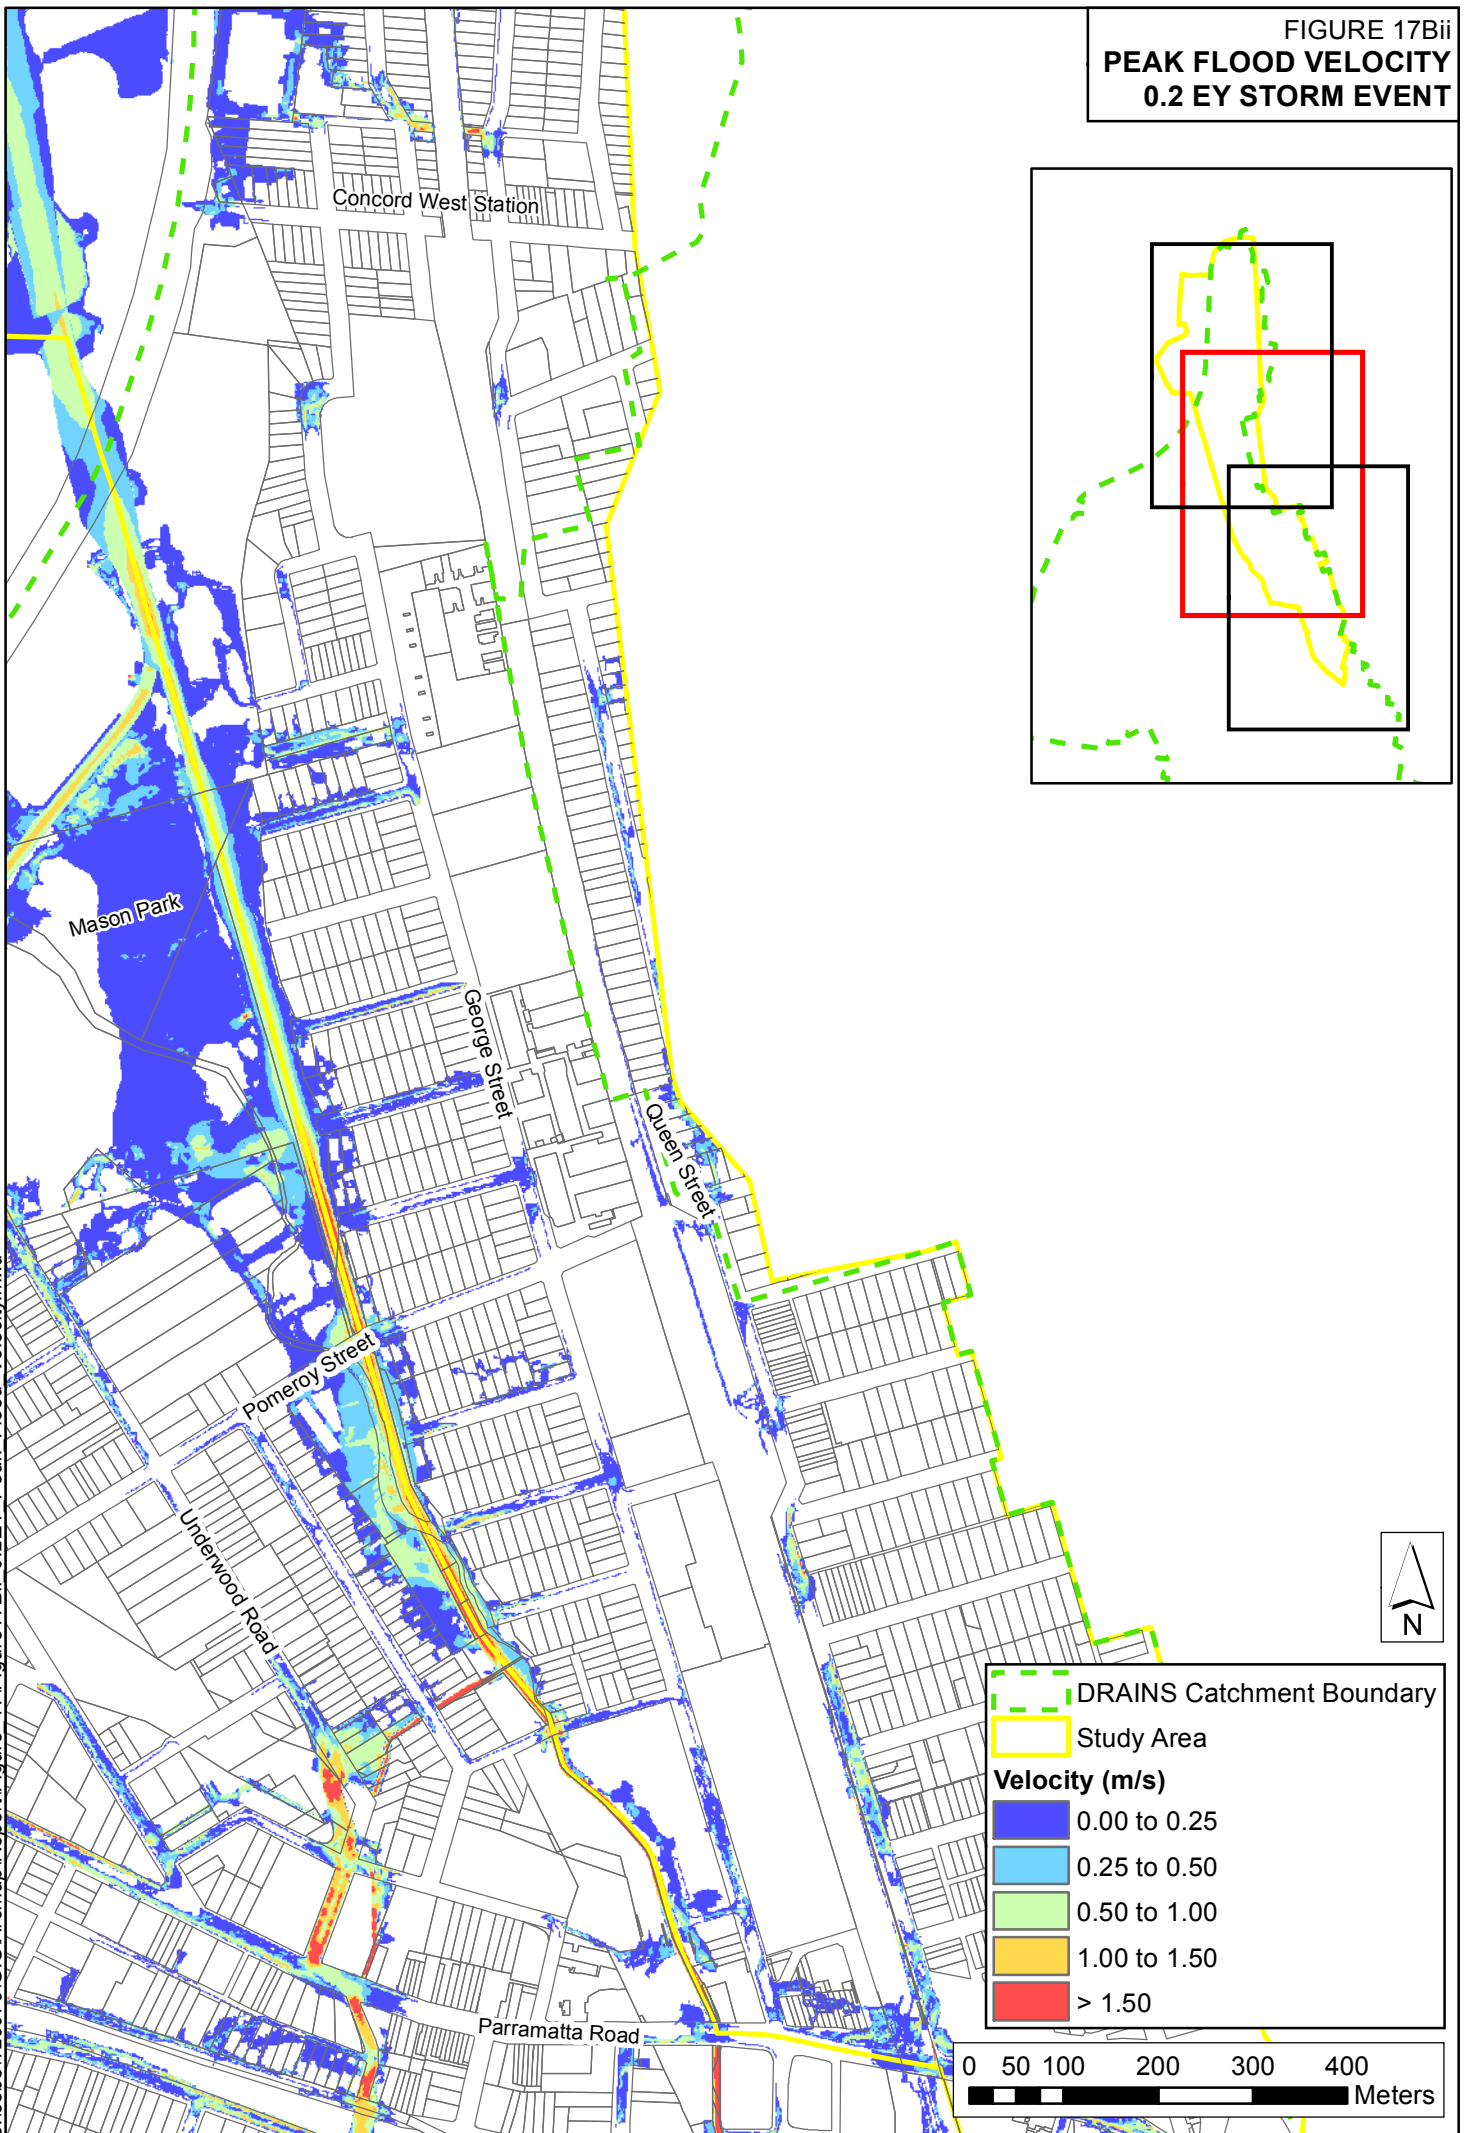 FIGURE 17Bii
PEAK FLOOD VELOCITY
0.2 EY STORM EVENT
Concord West Station
Mason Park
George Street
Queen Street
Pomeroy Street
Underwood Road
Parramatta Road
N
DRAINS Catchment Boundary
Study Area
Velocity (m/s)
0.00 to 0.25
0.25 to 0.50
0.50 to 1.00
1.00 to 1.50
> 1.50
0 50 100 200 300 400
Meters